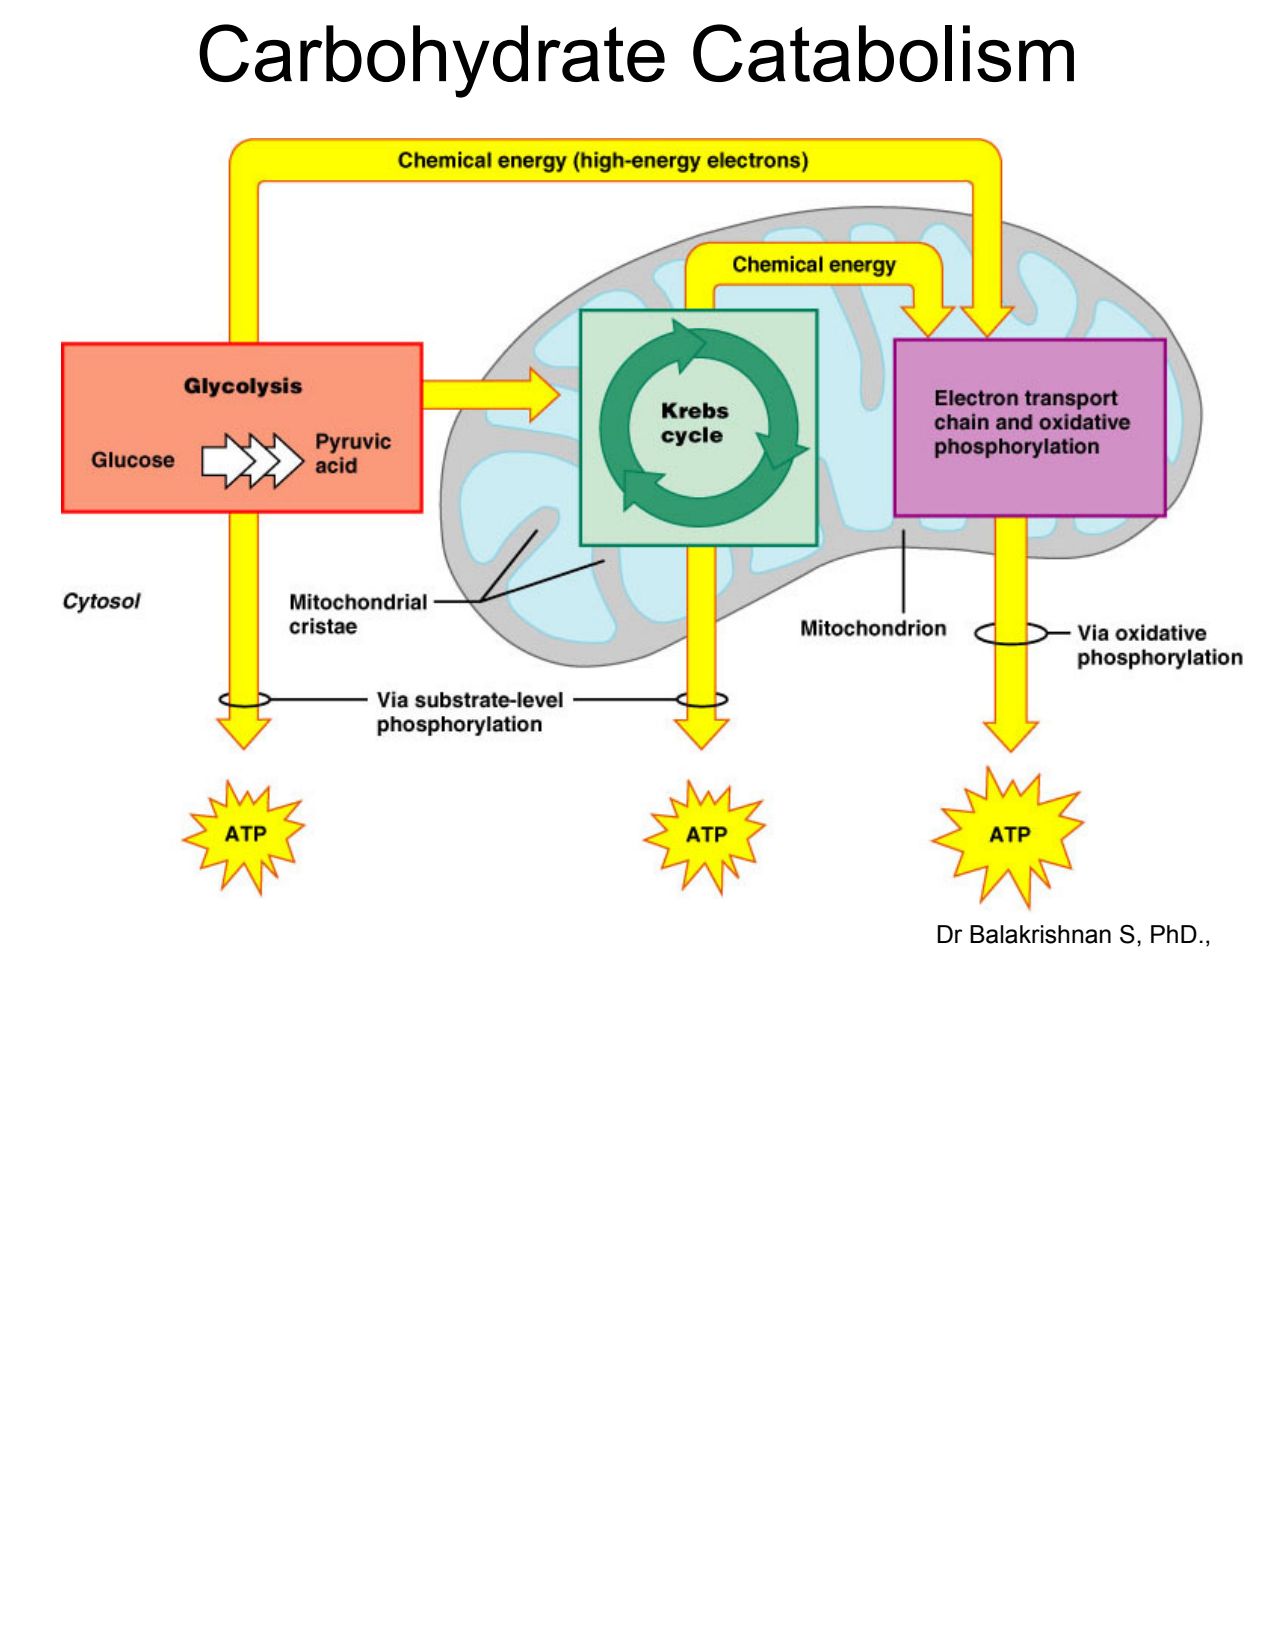 Carbohydrate Catabolism
Chemical energy (high-energy electrons)
Chemical energy
Glycolysis
Glucose
Pyruvic
acid
Krebs
cycle
Electron transport
chain and oxidative
phosphorylation
Cytosol
Mitochondrial
cristae
Mitochondrion
Via oxidative
phosphorylation
Via substrate-level
phosphorylation
ATP
ATP
ATP
Dr Balakrishnan S, PhD.,